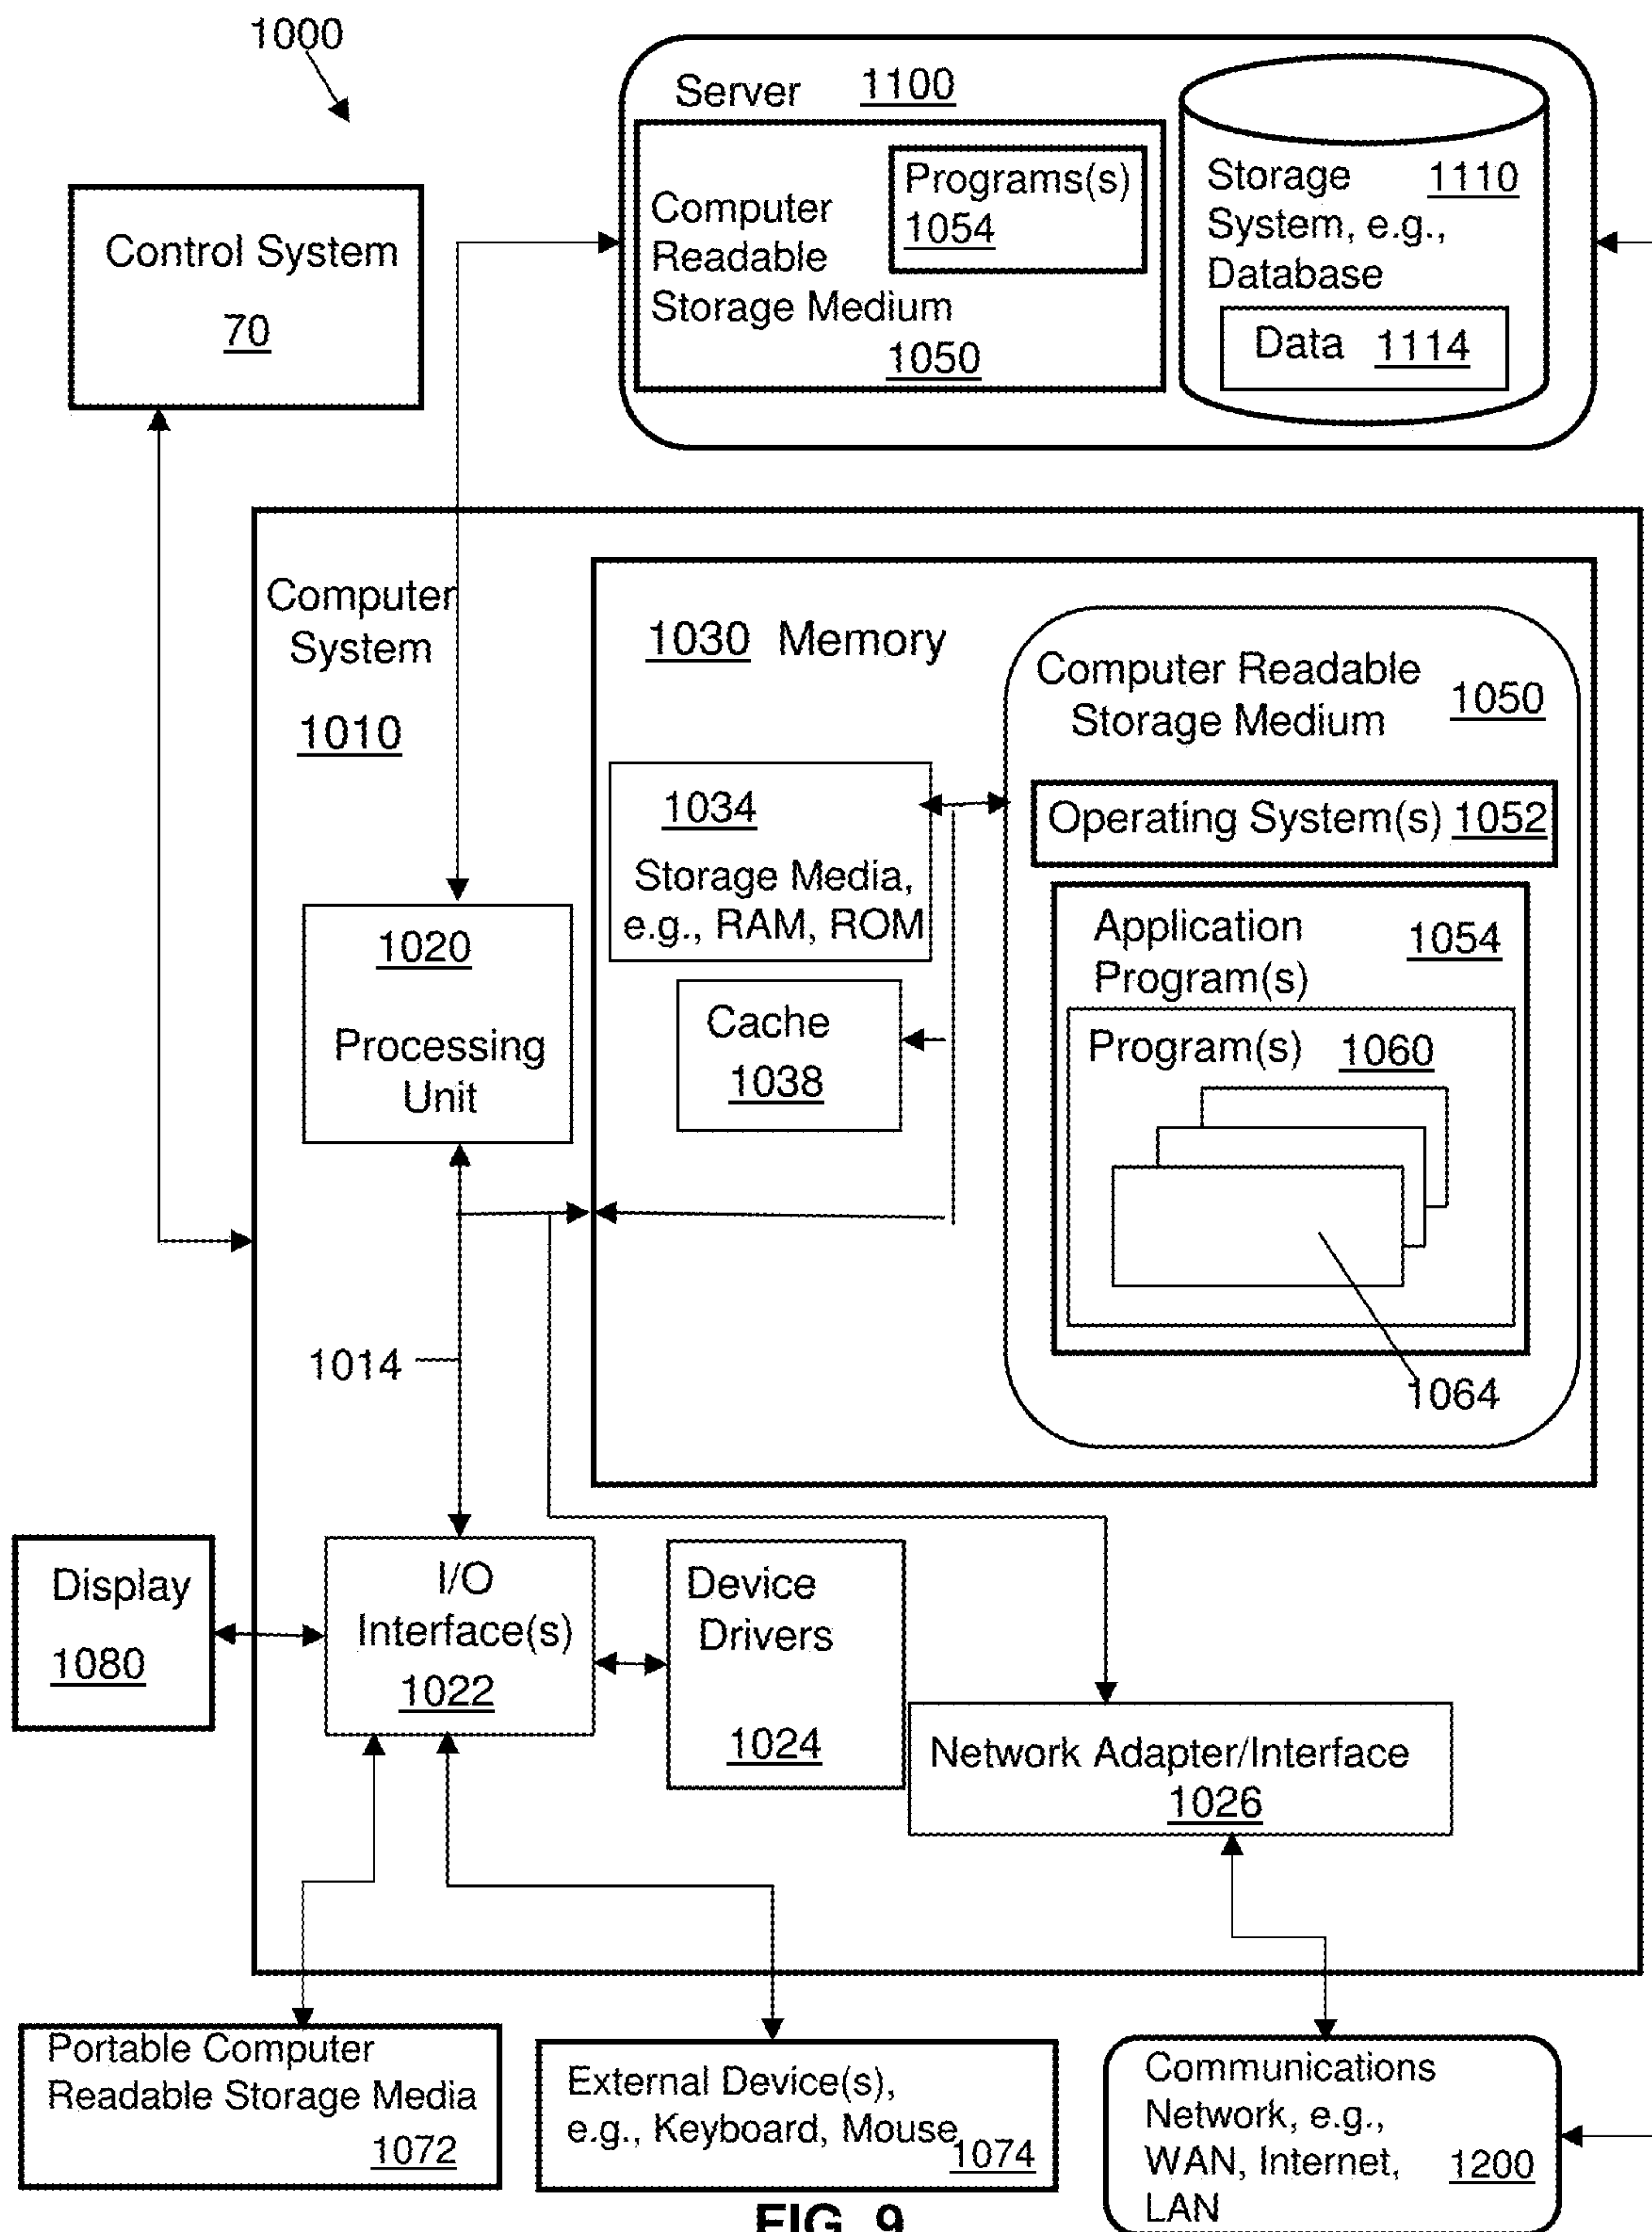 1000
Server 1100
Programs(s)
1054
Computer
Readable
Storage Medium
1050
Storage 1110
System, e.g.,
Database
Data 1114
Control System
70
Computer
System
1010
1030 Memory
Computer Readable
Storage Medium
1050
1034
Storage Media,
e.g., RAM, ROM
Operating System(s) 1052
Application
Program(s)
1054
Cache
1038
Program(s) 1060
1064
1020
Processing
Unit
1014
Display
1080
I/O
Interface(s)
1022
Device
Drivers
1024
Network Adapter/Interface
1026
Portable Computer
Readable Storage Media
1072
External Device(s),
e.g., Keyboard, Mouse
1074
Communications
Network, e.g.,
WAN, Internet,
LAN
1200
FIG. 9